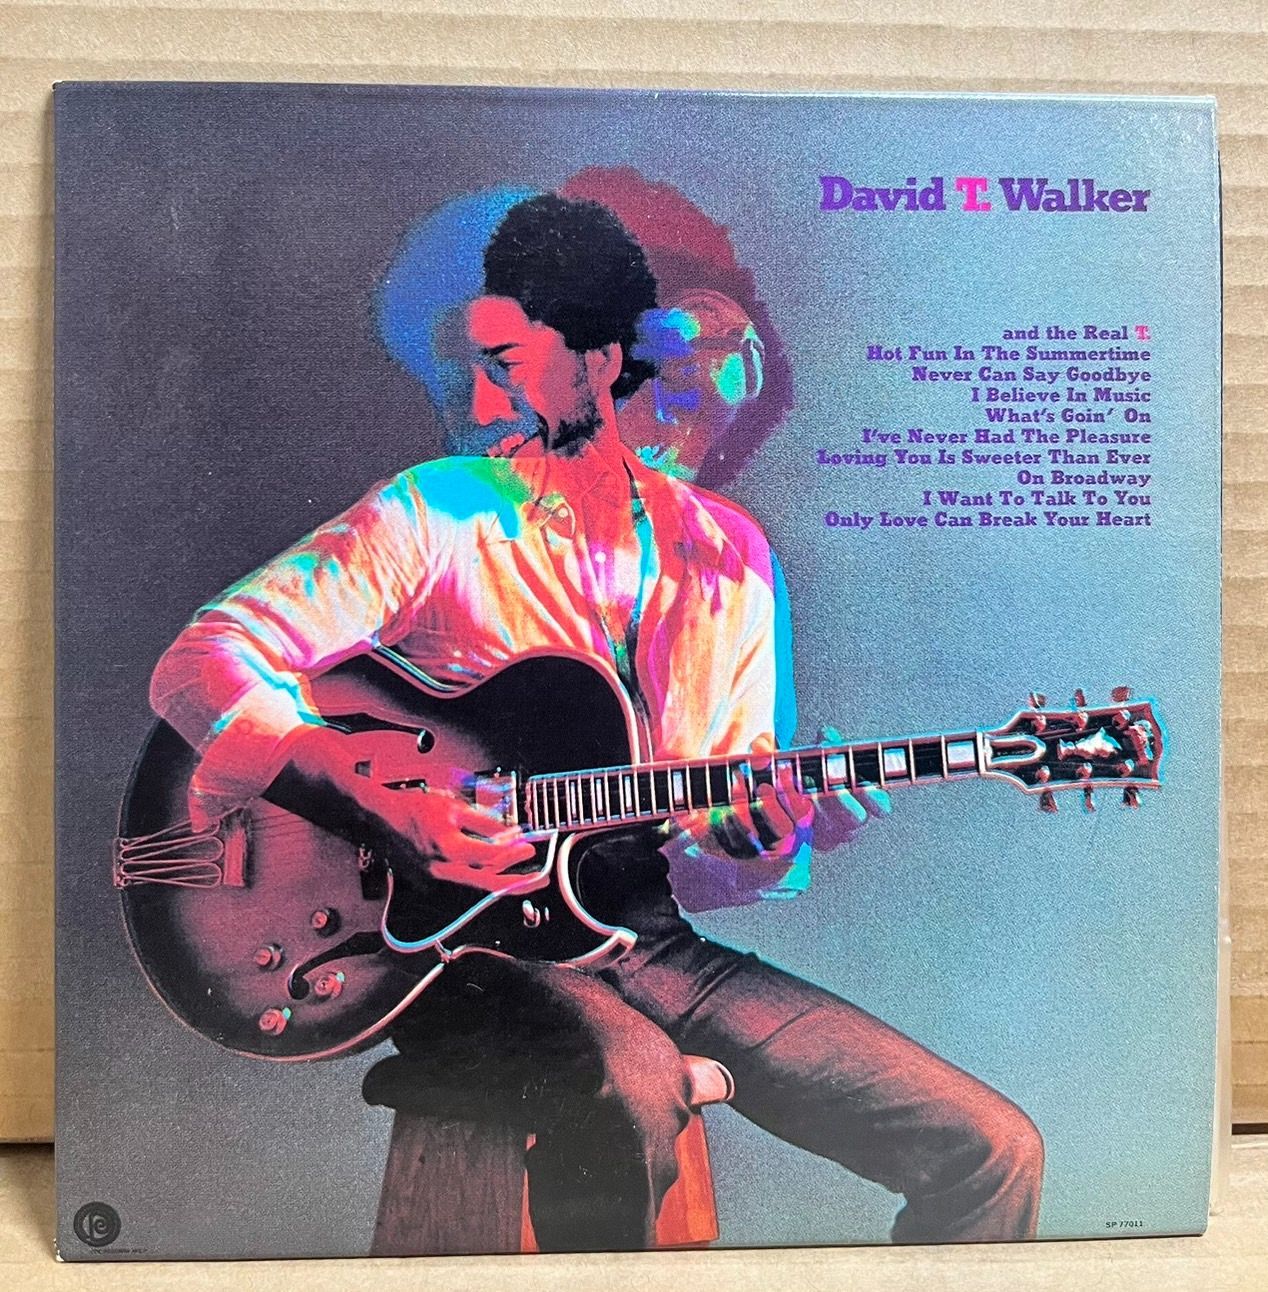 David T. Walker
and the Real T.
Hot Fun In The Summertime
Never Can Say Goodbye
I Believe In Music
What's Goin' On
I've Never Had The Pleasure
Loving You Is Sweeter Than Ever
On Broadway
I Want To Talk To You
Only Love Can Break Your Heart
SP 77011